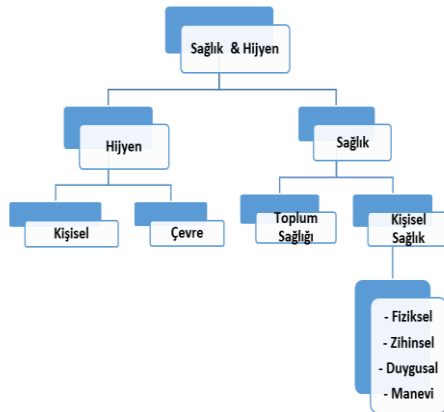 Sağlık & Hijyen
Hijyen
Sağlık
Kişisel
Çevre
Toplum
Sağlığı
Kişisel
Sağlık
- Fiziksel
- Zihinsel
- Duygusal
- Manevi